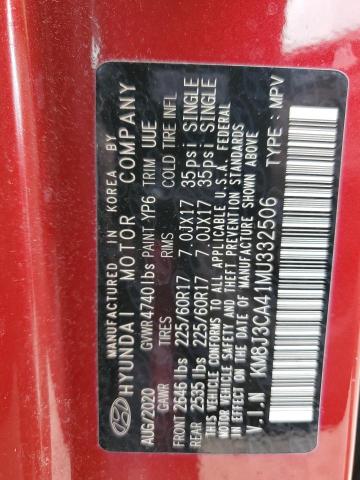 MANUFACTURED IN KOREA BY
HYUNDAI MOTOR COMPANY
AUG/2020 GVWR 4740 lbs PAINT YP6 TRIM UUE
GAWR TIRES RIMS COLD TIRE INFL
FRONT 2646 lbs 225/60R17 7.0JX17 35psi SINGLE
REAR 2535 lbs 225/60R17 7.0JX17 35psi SINGLE
THIS VEHICLE CONFORMS TO ALL APPLICABLE U.S.A. FEDERAL
MOTOR VEHICLE SAFETY, BUMPER, AND THEFT PREVENTION STANDARDS
IN EFFECT ON THE DATE OF MANUFACTURE SHOWN ABOVE.
V.I.N : KM8J3CA41MU332506 TYPE : MPV